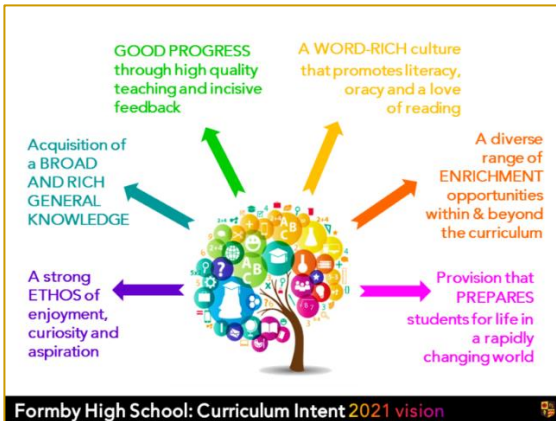 GOOD PROGRESS
through high quality
teaching and incisive
feedback
A WORD-RICH culture
that promotes literacy,
oracy and a love
of reading
Acquisition of
a BROAD
AND RICH
GENERAL
KNOWLEDGE
A diverse
range of
ENRICHMENT
opportunities
within & beyond
the curriculum
A strong
ETHOS of
enjoyment,
curiosity and
aspiration
Provision that
PREPARES
students for life in
a rapidly
changing world
Formby High School: Curriculum Intent 2021 vision